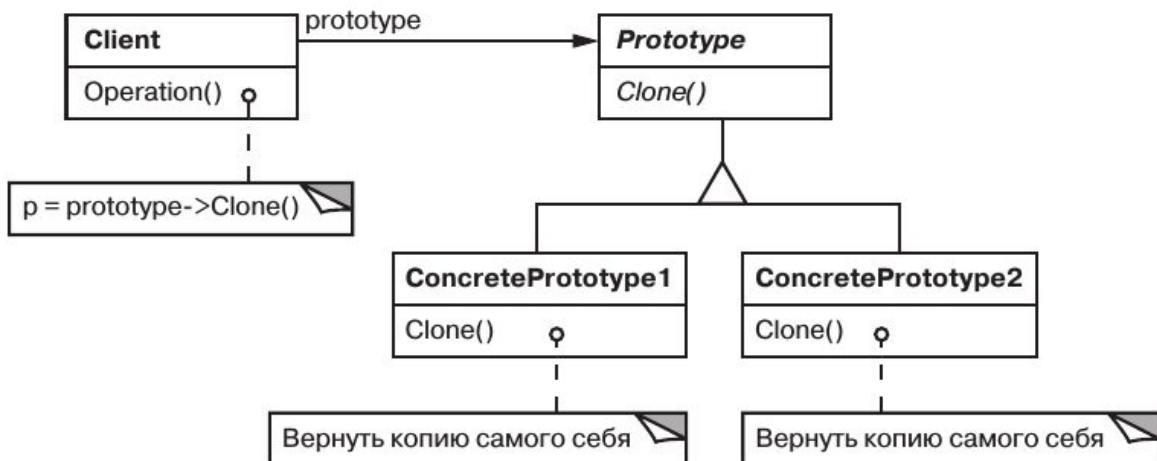 prototype
Client
Prototype
Operation()
Clone()
p = prototype->Clone()
ConcretePrototype1
ConcretePrototype2
Clone()
Clone()
Вернуть копию самого себя
Вернуть копию самого себя